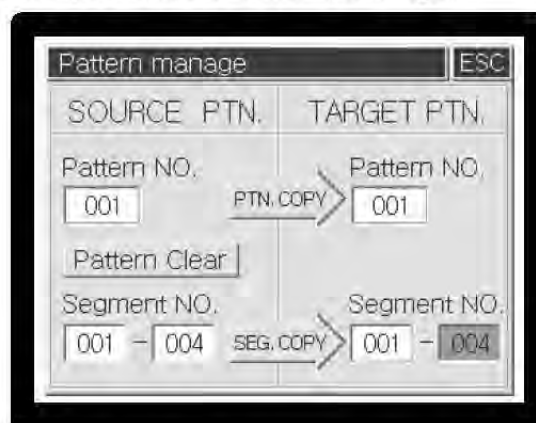 Pattern manage ESC
SOURCE PTN. TARGET PTN.
Pattern NO. Pattern NO.
001 PTN. COPY 001
Pattern Clear
Segment NO. Segment NO.
001 - 004 SEG. COPY 001 - 004